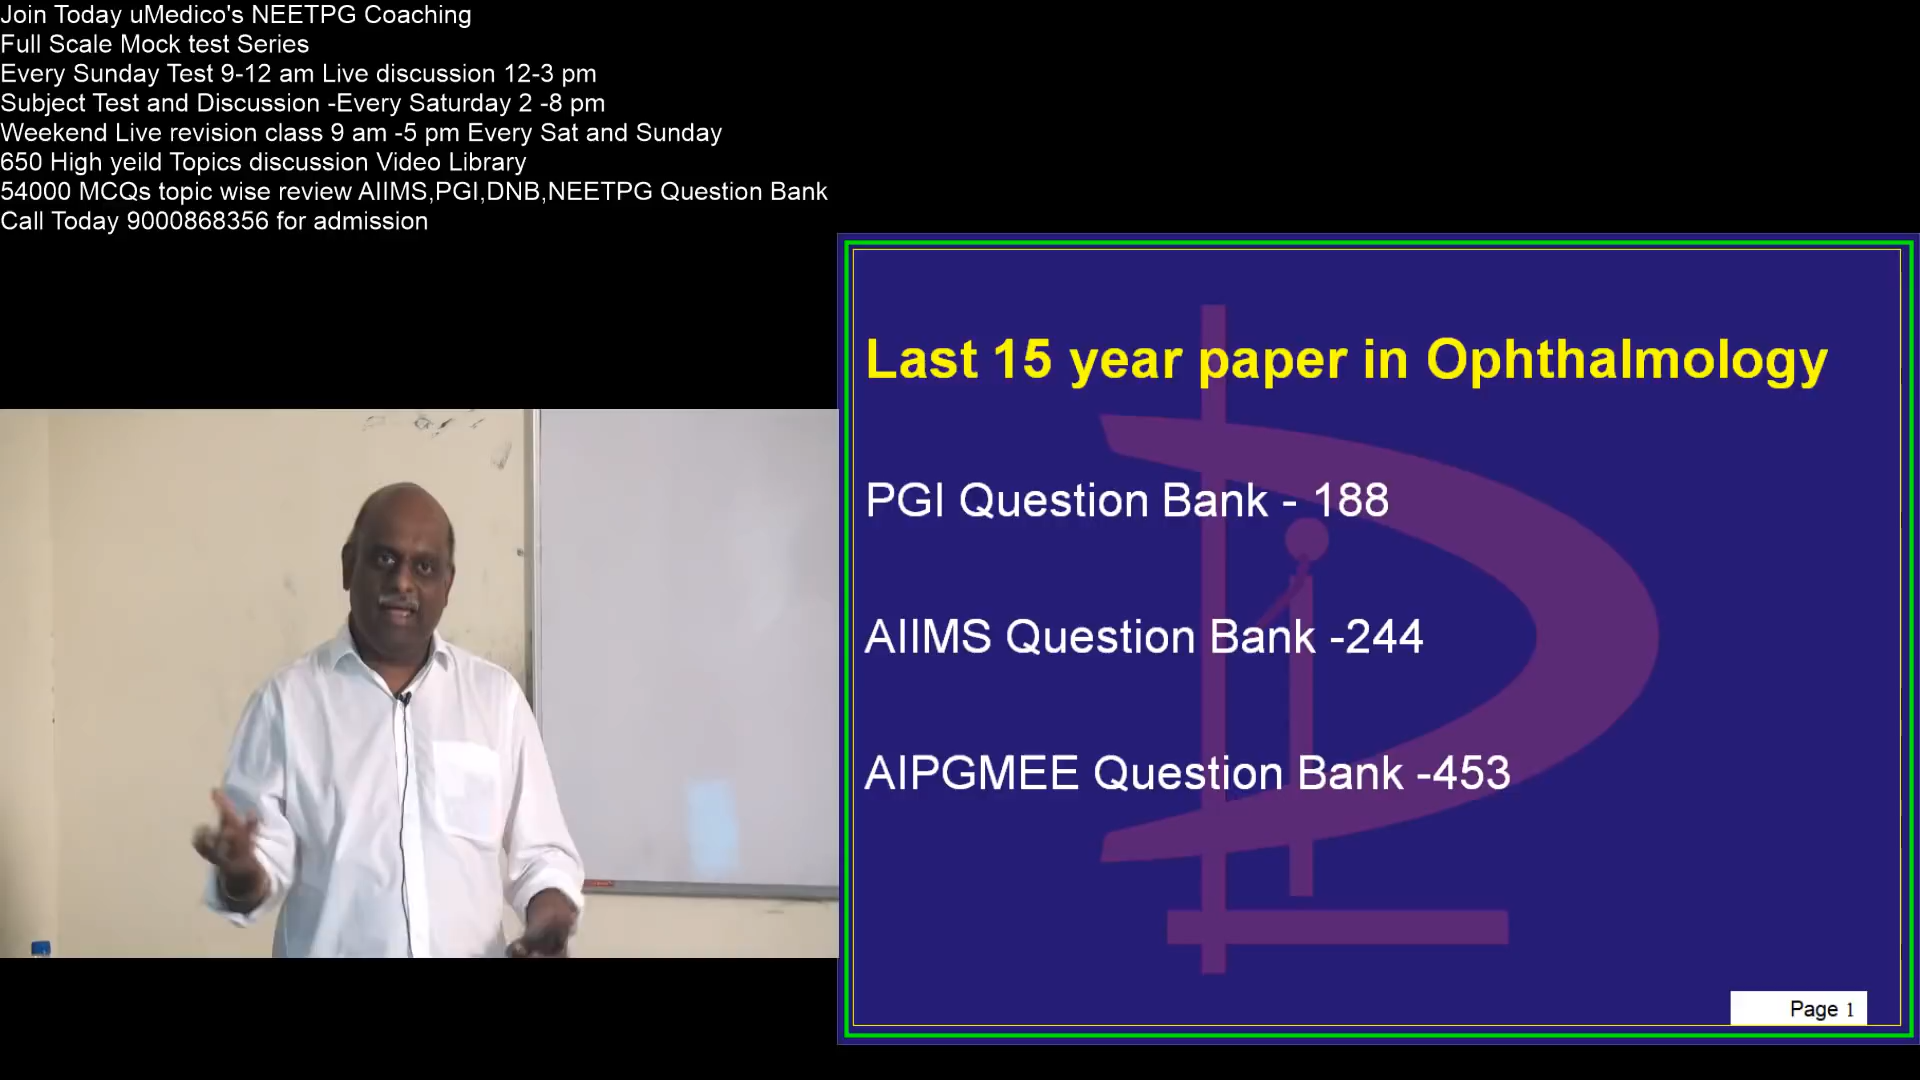 Join Today uMedico's NEETPG Coaching
Full Scale Mock test Series
Every Sunday Test 9-12 am Live discussion 12-3 pm
Subject Test and Discussion -Every Saturday 2 -8 pm
Weekend Live revision class 9 am -5 pm Every Sat and Sunday
650 High yeild Topics discussion Video Library
54000 MCQs topic wise review AIIMS,PGI,DNB,NEETPG Question Bank
Call Today 9000868356 for admission
Last 15 year paper in Ophthalmology
PGI Question Bank - 188
AIIMS Question Bank -244
AIPGMEE Question Bank -453
Page 1